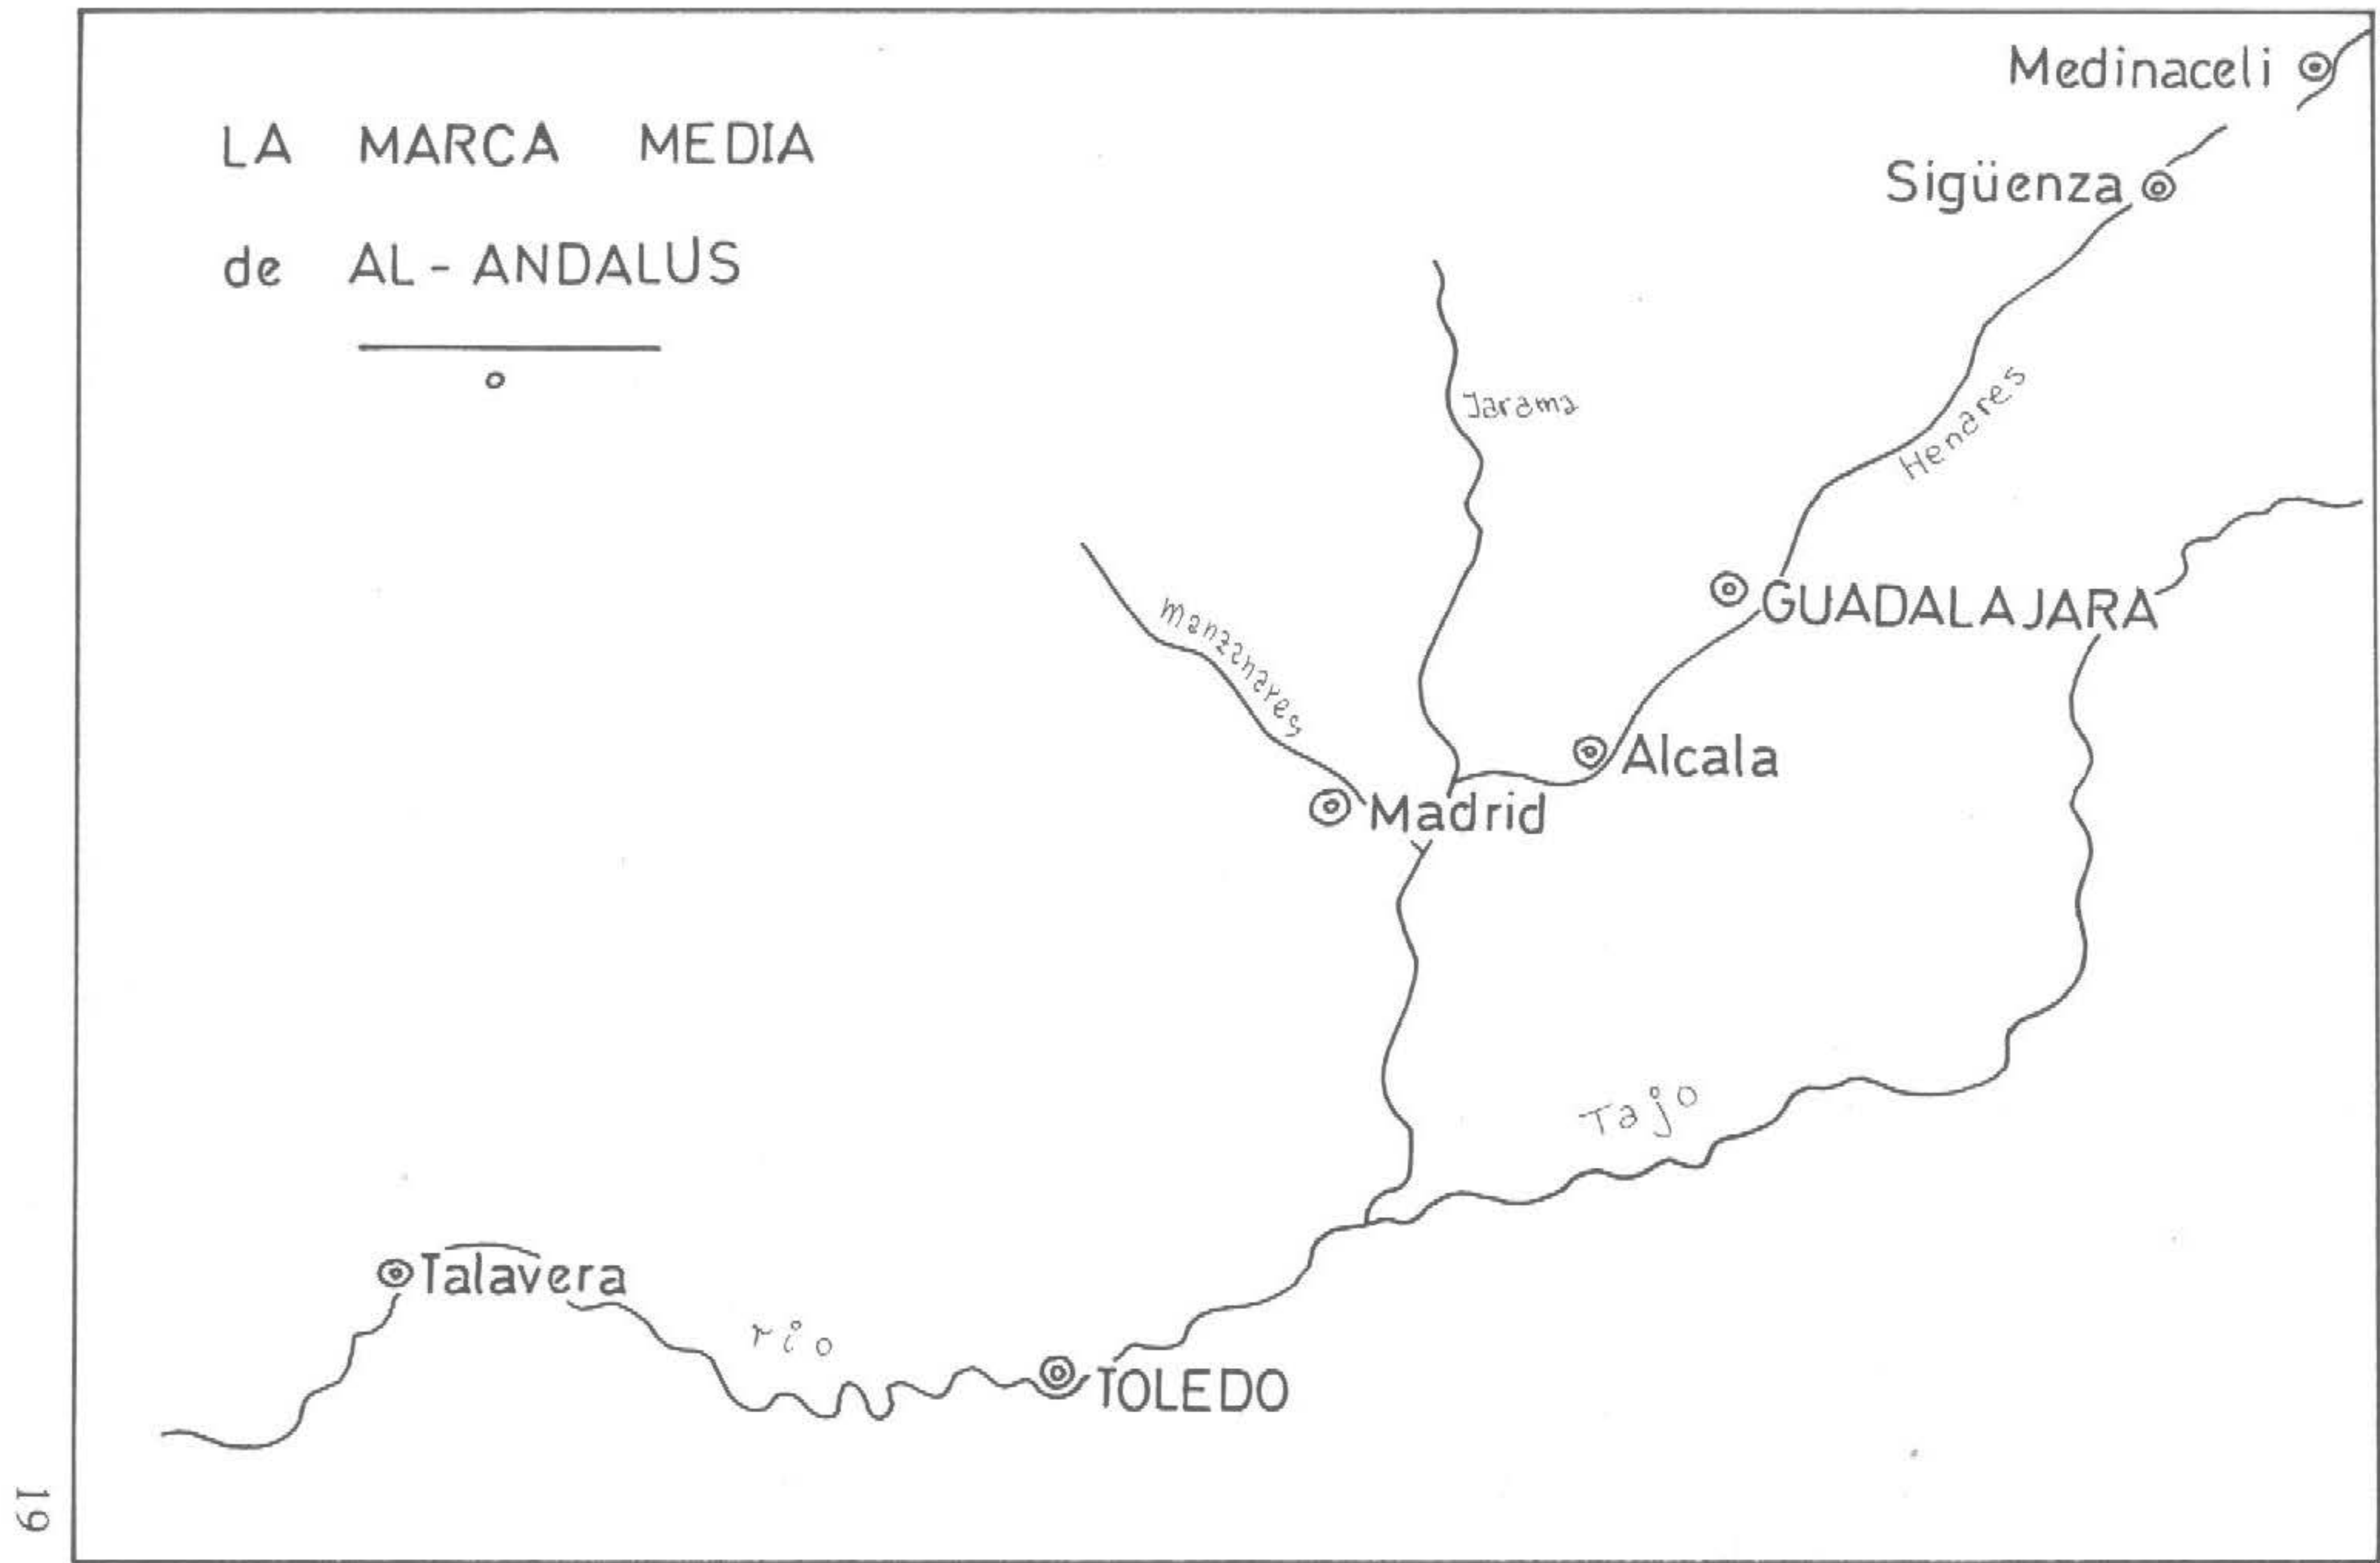 LA MARCA MEDIA
de AL-ANDALUS
Medinaceli
Sigüenza
Jarama
Henares
Manzanares
GUADALAJARA
Alcala
Madrid
Tajo
Talavera
rio
TOLEDO
19